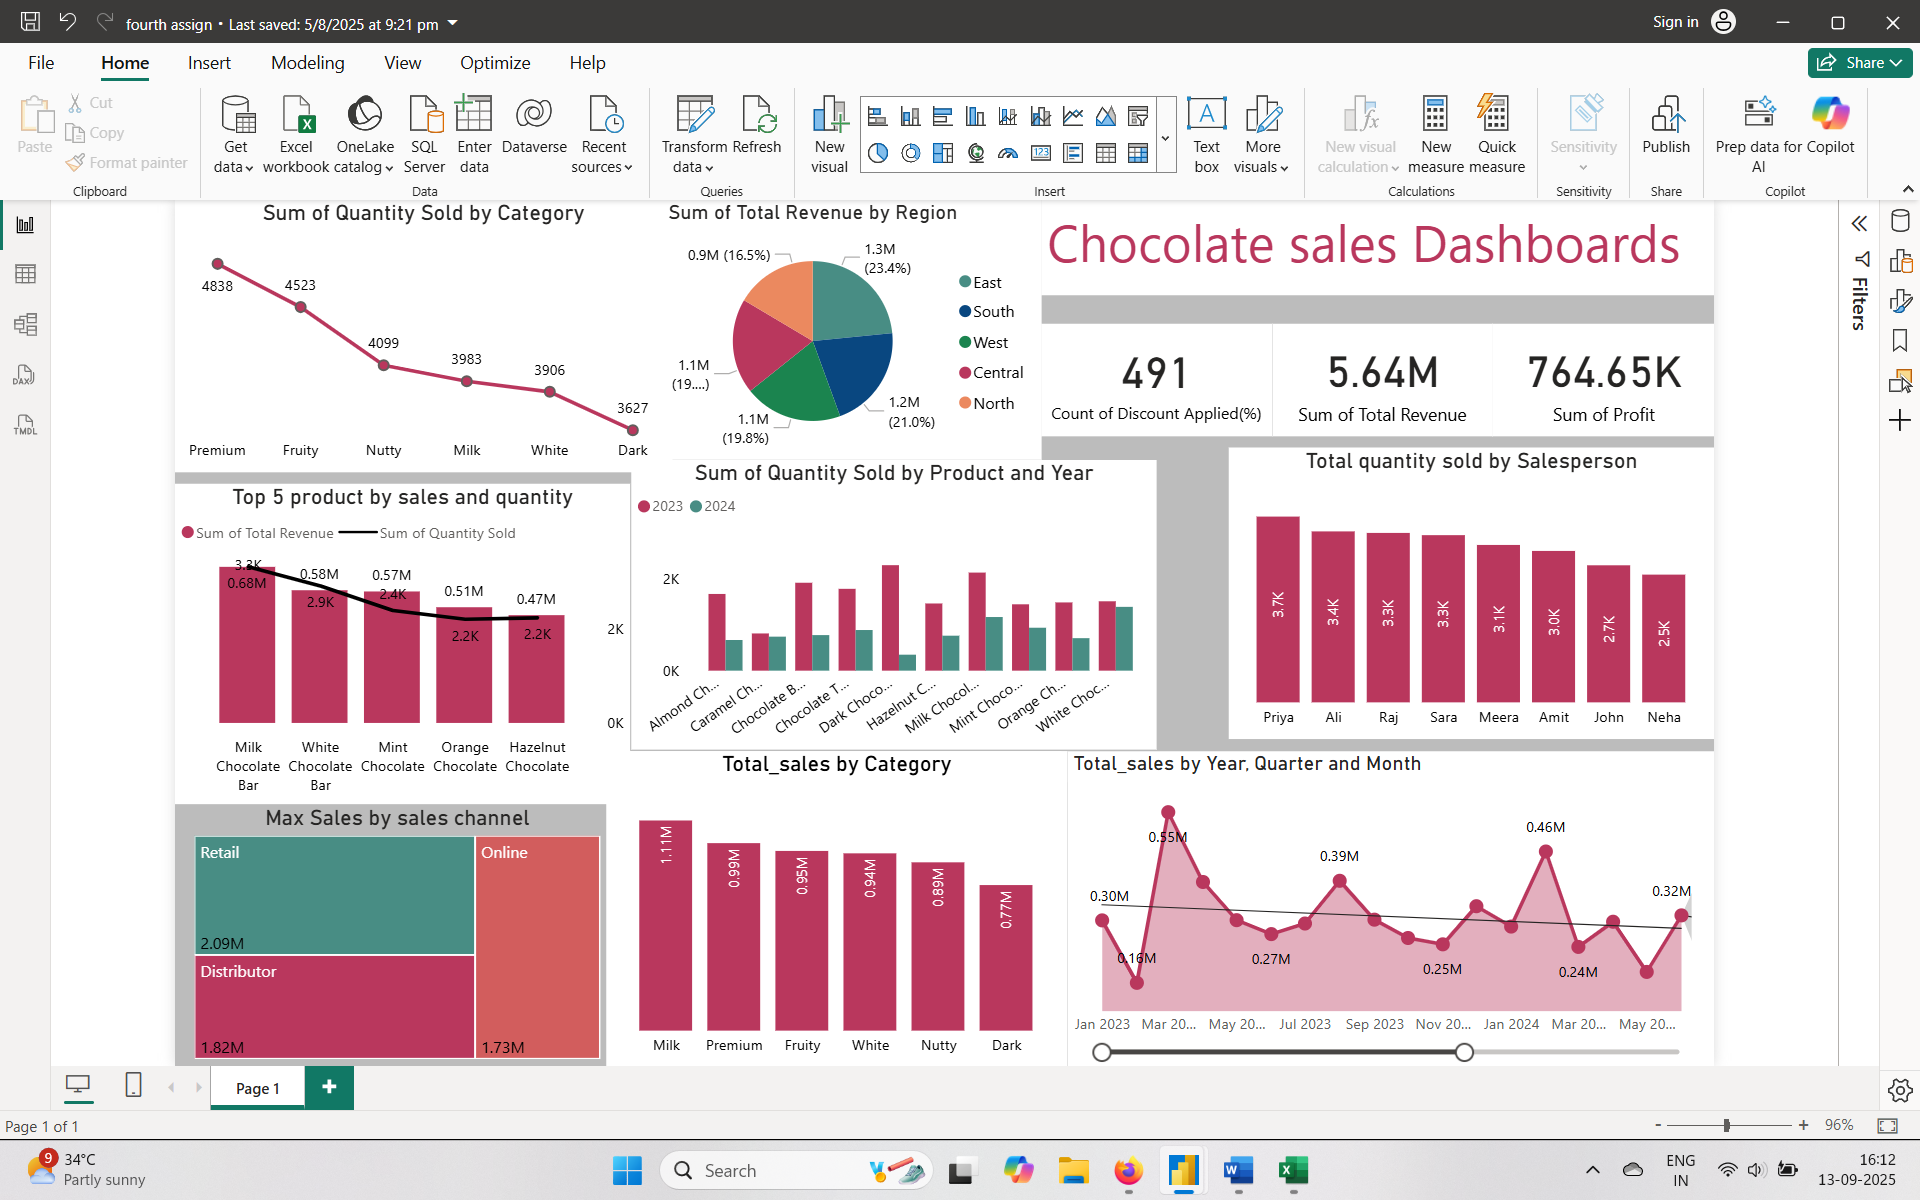 fourth assign • Last saved: 5/8/2025 at 9:21 pm
Sign in
File Home Insert Modeling View Optimize Help
Share
Paste
Cut
Copy
Format painter
Clipboard
Get data
Excel workbook
OneLake catalog
SQL Server
Enter data
Dataverse
Recent sources
Data
Transform data
Refresh
Queries
New visual
Text box
More visuals
Insert
New visual calculation
New measure
Quick measure
Calculations
Sensitivity
Sensitivity
Publish
Share
Prep data for AI
Copilot
Copilot
DAX
TMDL
Filters
Sum of Quantity Sold by Category
4838
4523
4099
3983
3906
3627
Premium Fruity Nutty Milk White Dark
Sum of Total Revenue by Region
0.9M (16.5%)
1.3M
(23.4%)
1.1M
(19....)
1.1M
(19.8%)
1.2M
(21.0%)
East
South
West
Central
North
Chocolate sales Dashboards
491
Count of Discount Applied(%)
5.64M
Sum of Total Revenue
764.65K
Sum of Profit
Top 5 product by sales and quantity
Sum of Total Revenue Sum of Quantity Sold
3.3K
0.68M
0.58M
2.9K
0.57M
2.4K
0.51M
2.2K
0.47M
2.2K
2K
0K
Milk Chocolate Bar
White Chocolate Bar
Mint Chocolate
Orange Chocolate
Hazelnut Chocolate
Sum of Quantity Sold by Product and Year
2023 2024
2K
0K
Almond Ch...
Caramel Ch...
Chocolate B...
Chocolate T...
Dark Choco...
Hazelnut C...
Milk Chocol...
Mint Choco...
Orange Ch...
White Choc...
Total quantity sold by Salesperson
3.7K 3.4K 3.3K 3.3K 3.1K 3.0K 2.7K 2.5K
Priya Ali Raj Sara Meera Amit John Neha
Max Sales by sales channel
Retail
2.09M
Distributor
1.82M
Online
1.73M
Total_sales by Category
1.11M 0.99M 0.95M 0.94M 0.89M 0.77M
Milk Premium Fruity White Nutty Dark
Total_sales by Year, Quarter and Month
0.30M
0.16M
0.55M
0.27M
0.39M
0.25M
0.46M
0.24M
0.32M
Jan 2023 Mar 20... May 20... Jul 2023 Sep 2023 Nov 20... Jan 2024 Mar 20... May 20...
Page 1
+
Page 1 of 1
- + 96%
9
34°C
Partly sunny
Search
ENG
IN
16:12
13-09-2025